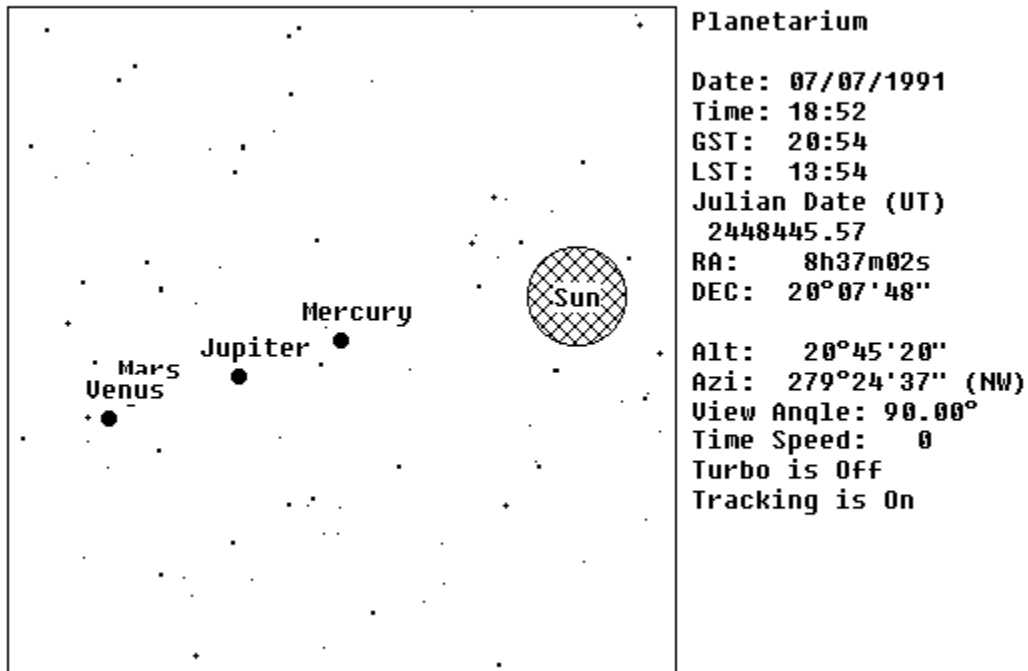 Planetarium
Date: 07/07/1991
Time: 18:52
GST: 20:54
LST: 13:54
Julian Date (UT)
2448445.57
RA: 8h37m02s
DEC: 20°07'48"
Alt: 20°45'20"
Azi: 279°24'37" (NW)
View Angle: 90.00°
Time Speed: 0
Turbo is Off
Tracking is On
Sun
Mercury
Jupiter
Mars
Venus